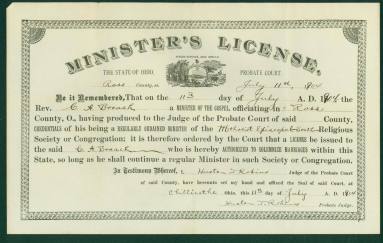 MINISTER'S LICENSE.
THE STATE OF OHIO,
PROBATE COURT.
Ross County, ss.
July 11th, 1904
Be it Remembered, That on the 11th day of July A. D. 1904 the
Rev. C. A. a MINISTER OF THE GOSPEL officiating in Ross
County, O., having produced to the Judge of the Probate Court of said County,
CREDENTIALS of his being a REGULARLY ORDAINED MINISTER of the Methodist Episcopal Religious
Society or Congregation: it is therefore ordered by the Court that a LICENSE be issued to
the said C. A. who is hereby AUTHORIZED TO SOLEMNIZE MARRIAGES within this
State, so long as he shall continue a regular Minister in such Society or Congregation.
In Testimony Whereof, I, Judge of the Probate Court
of said County, have hereunto set my hand and affixed the Seal of said Court, at
Chillicothe Ohio, this 11th day of July A. D. 1904
Probate Judge.